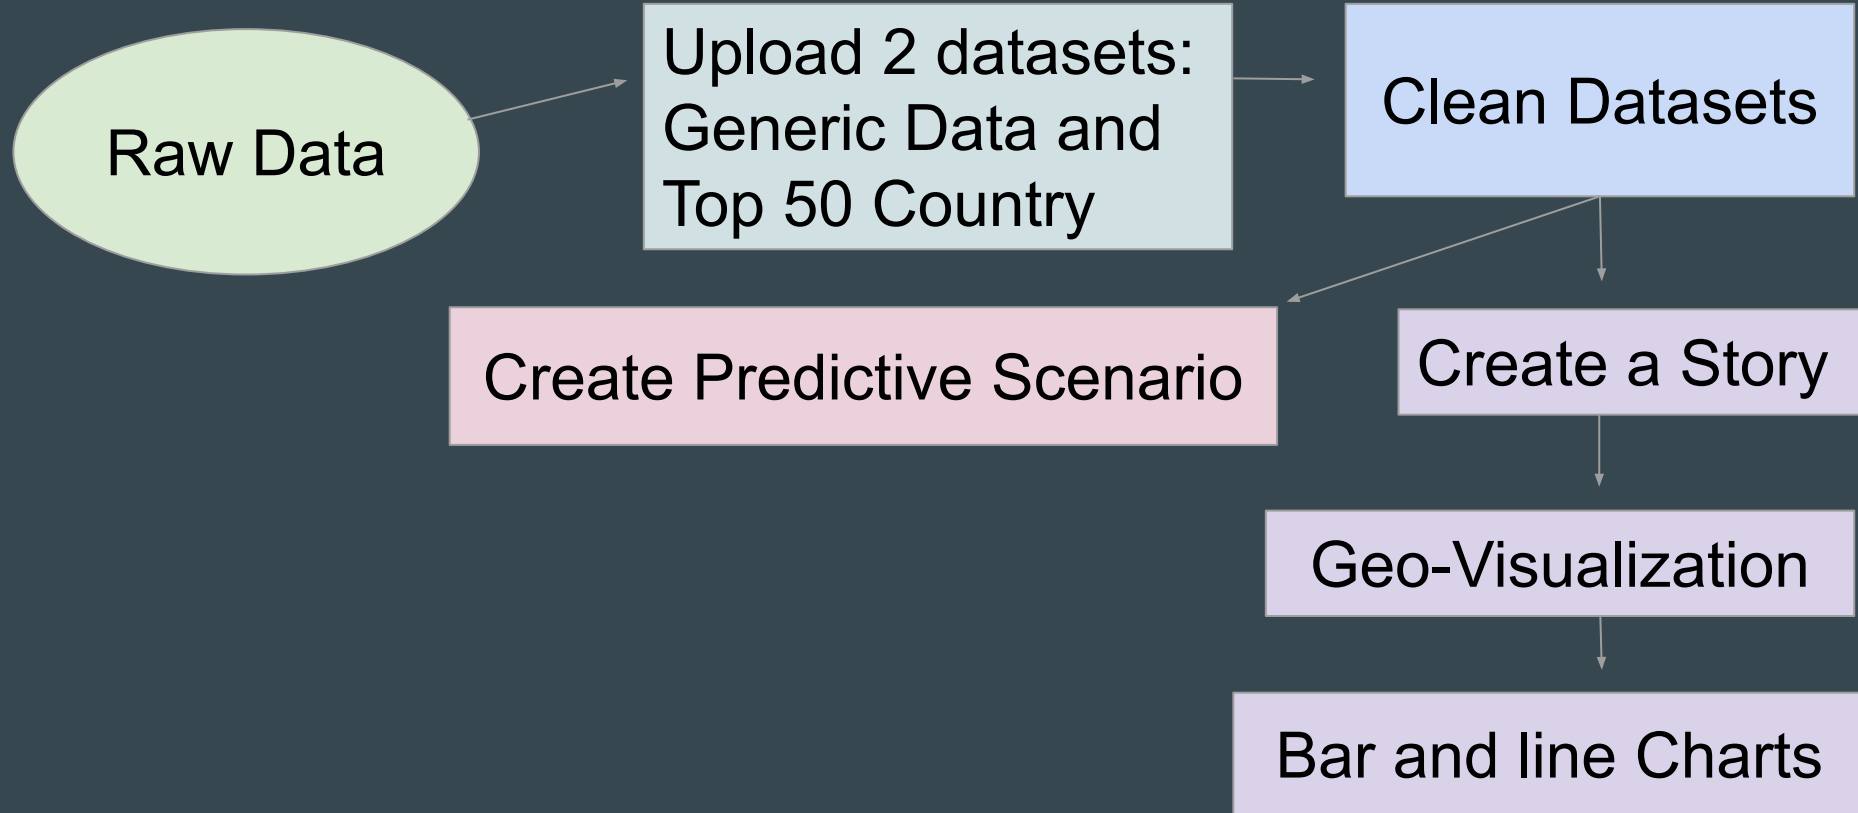 Raw Data
Upload 2 datasets:
Generic Data and
Top 50 Country
Clean Datasets
Create Predictive Scenario
Create a Story
Geo-Visualization
Bar and line Charts